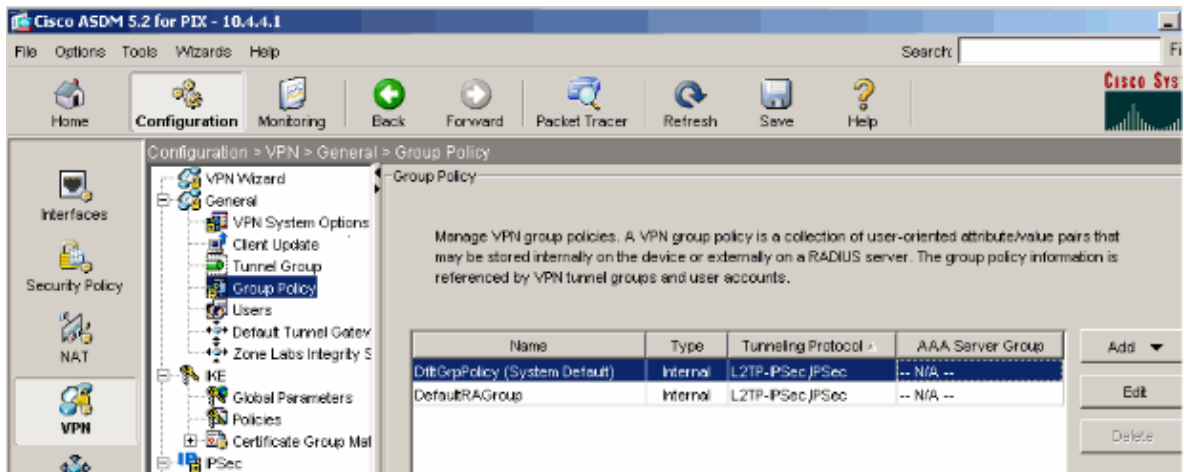 Cisco ASDM 5.2 for PIX - 10.4.4.1
File Options Tools Wizards Help Search: Fi
Home Configuration Monitoring Back Forward Packet Tracer Refresh Save Help
CISCO SYS
Configuration > VPN > General > Group Policy
Interfaces
Security Policy
NAT
VPN
VPN Wizard
General
VPN System Options
Client Update
Tunnel Group
Group Policy
Users
Default Tunnel Gatev
Zone Labs Integrity S
IKE
Global Parameters
Policies
Certificate Group Mat
IPSec
Group Policy
Manage VPN group policies. A VPN group policy is a collection of user-oriented attribute/value pairs that
may be stored internally on the device or externally on a RADIUS server. The group policy information is
referenced by VPN tunnel groups and user accounts.
Name Type Tunneling Protocol AAA Server Group
DfltGrpPolicy (System Default) Internal L2TP-IPSec,IPSec -- N/A --
DefaultRAGroup Internal L2TP-IPSec,IPSec -- N/A --
Add
Edit
Delete